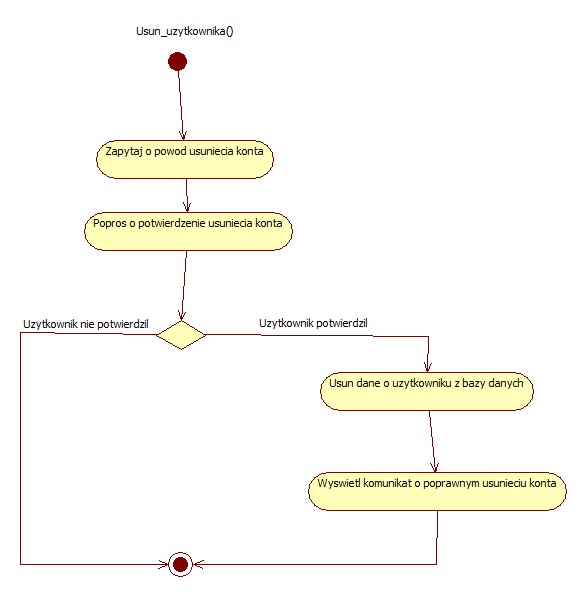 Usun_uzytkownika()
Zapytaj o powod usuniecia konta
Popros o potwierdzenie usuniecia konta
Uzytkownik nie potwierdzil
Uzytkownik potwierdzil
Usun dane o uzytkowniku z bazy danych
Wyswietl komunikat o poprawnym usunieciu konta